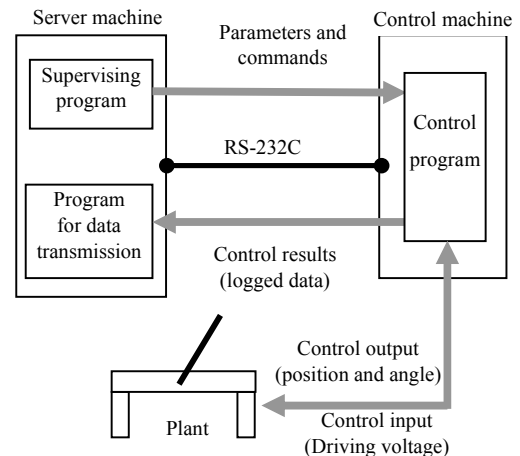 Server machine
Control machine
Parameters and
commands
Supervising
program
Control
program
RS-232C
Program
for data
transmission
Control results
(logged data)
Control output
(position and angle)
Plant
Control input
(Driving voltage)